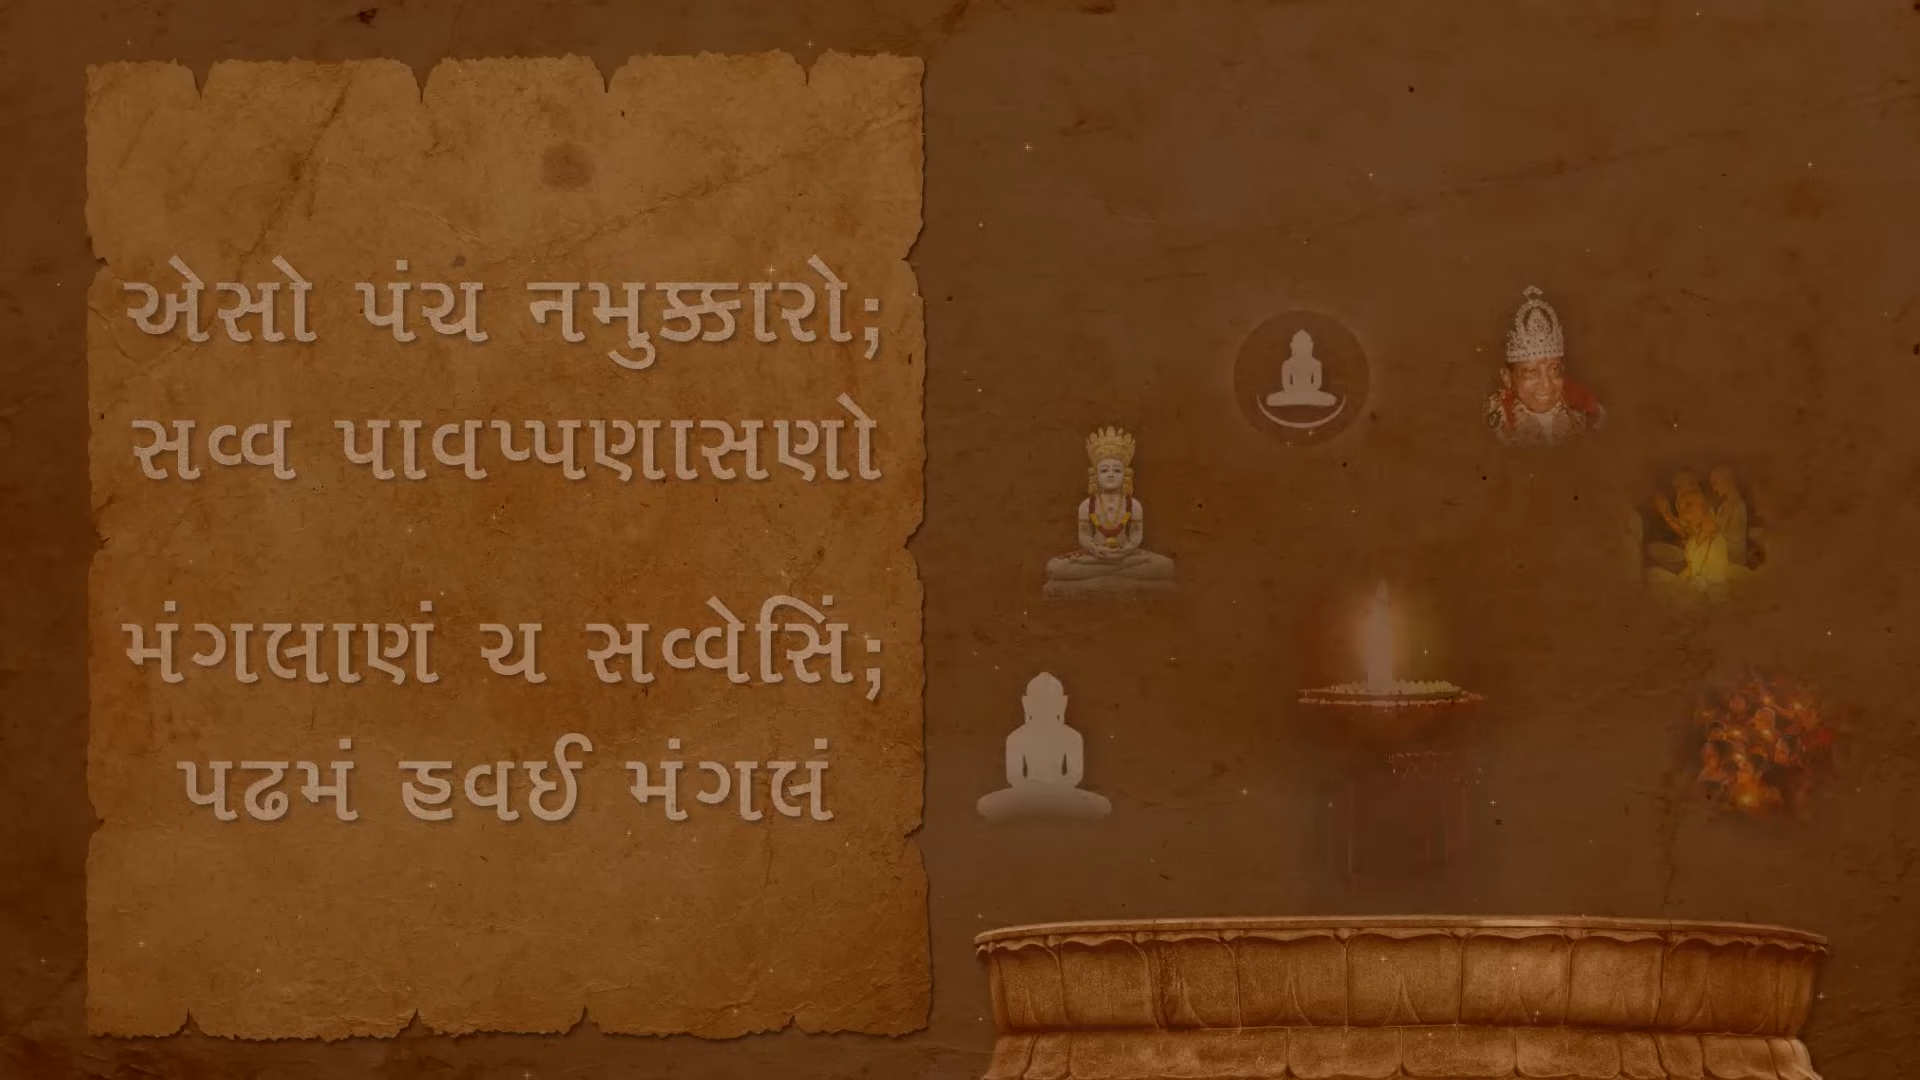 એસો પંચ નમુક્કારો;
સવ્વ પાવપ્પણાસણો
મંગલાણં ચ સવ્વેસિં;
પઢમં હવઈ મંગલં